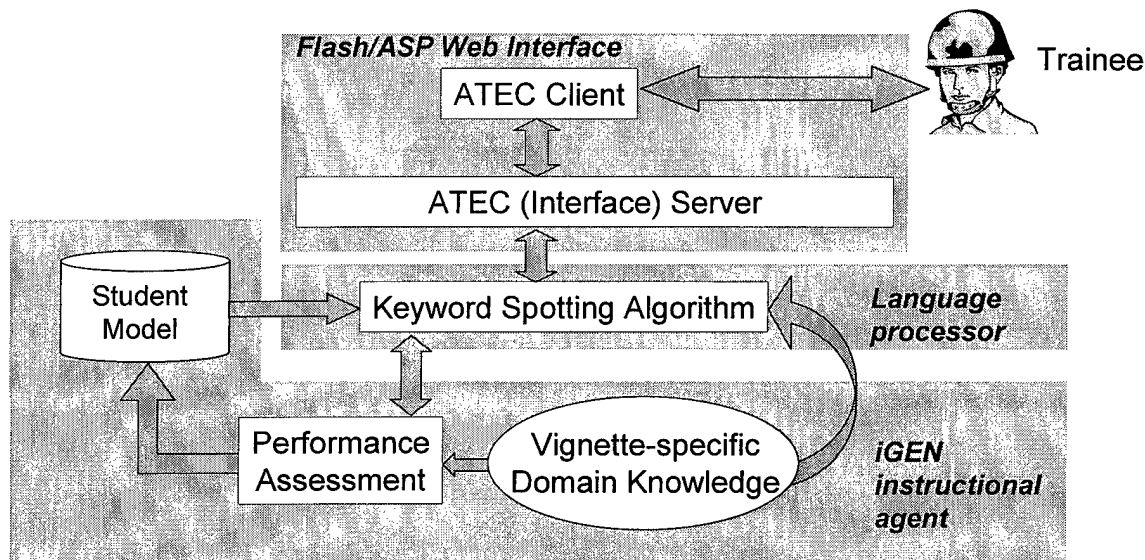 Flash/ASP Web Interface
Trainee
ATEC Client
ATEC (Interface) Server
Student
Model
Keyword Spotting Algorithm
Language
processor
Performance
Assessment
Vignette-specific
Domain Knowledge
iGEN
instructional
agent